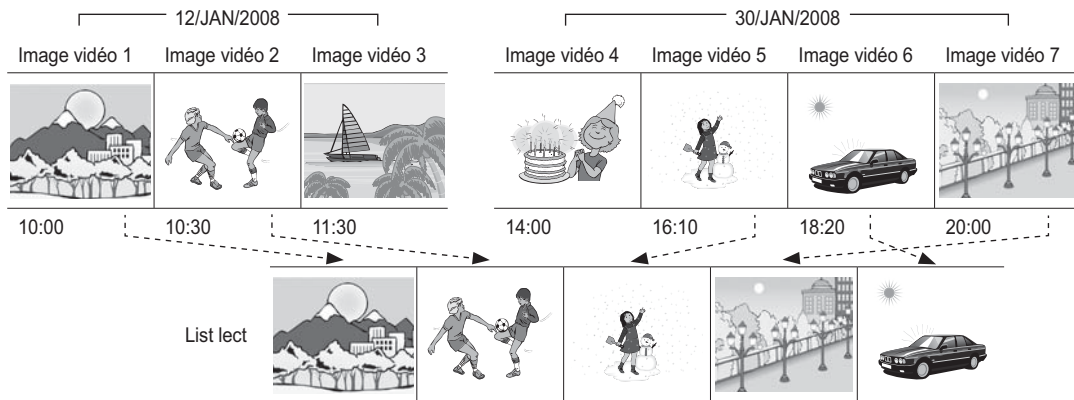 12/JAN/2008 30/JAN/2008
Image vidéo 1 Image vidéo 2 Image vidéo 3 Image vidéo 4 Image vidéo 5 Image vidéo 6 Image vidéo 7
10:00 10:30 11:30 14:00 16:10 18:20 20:00
List lect